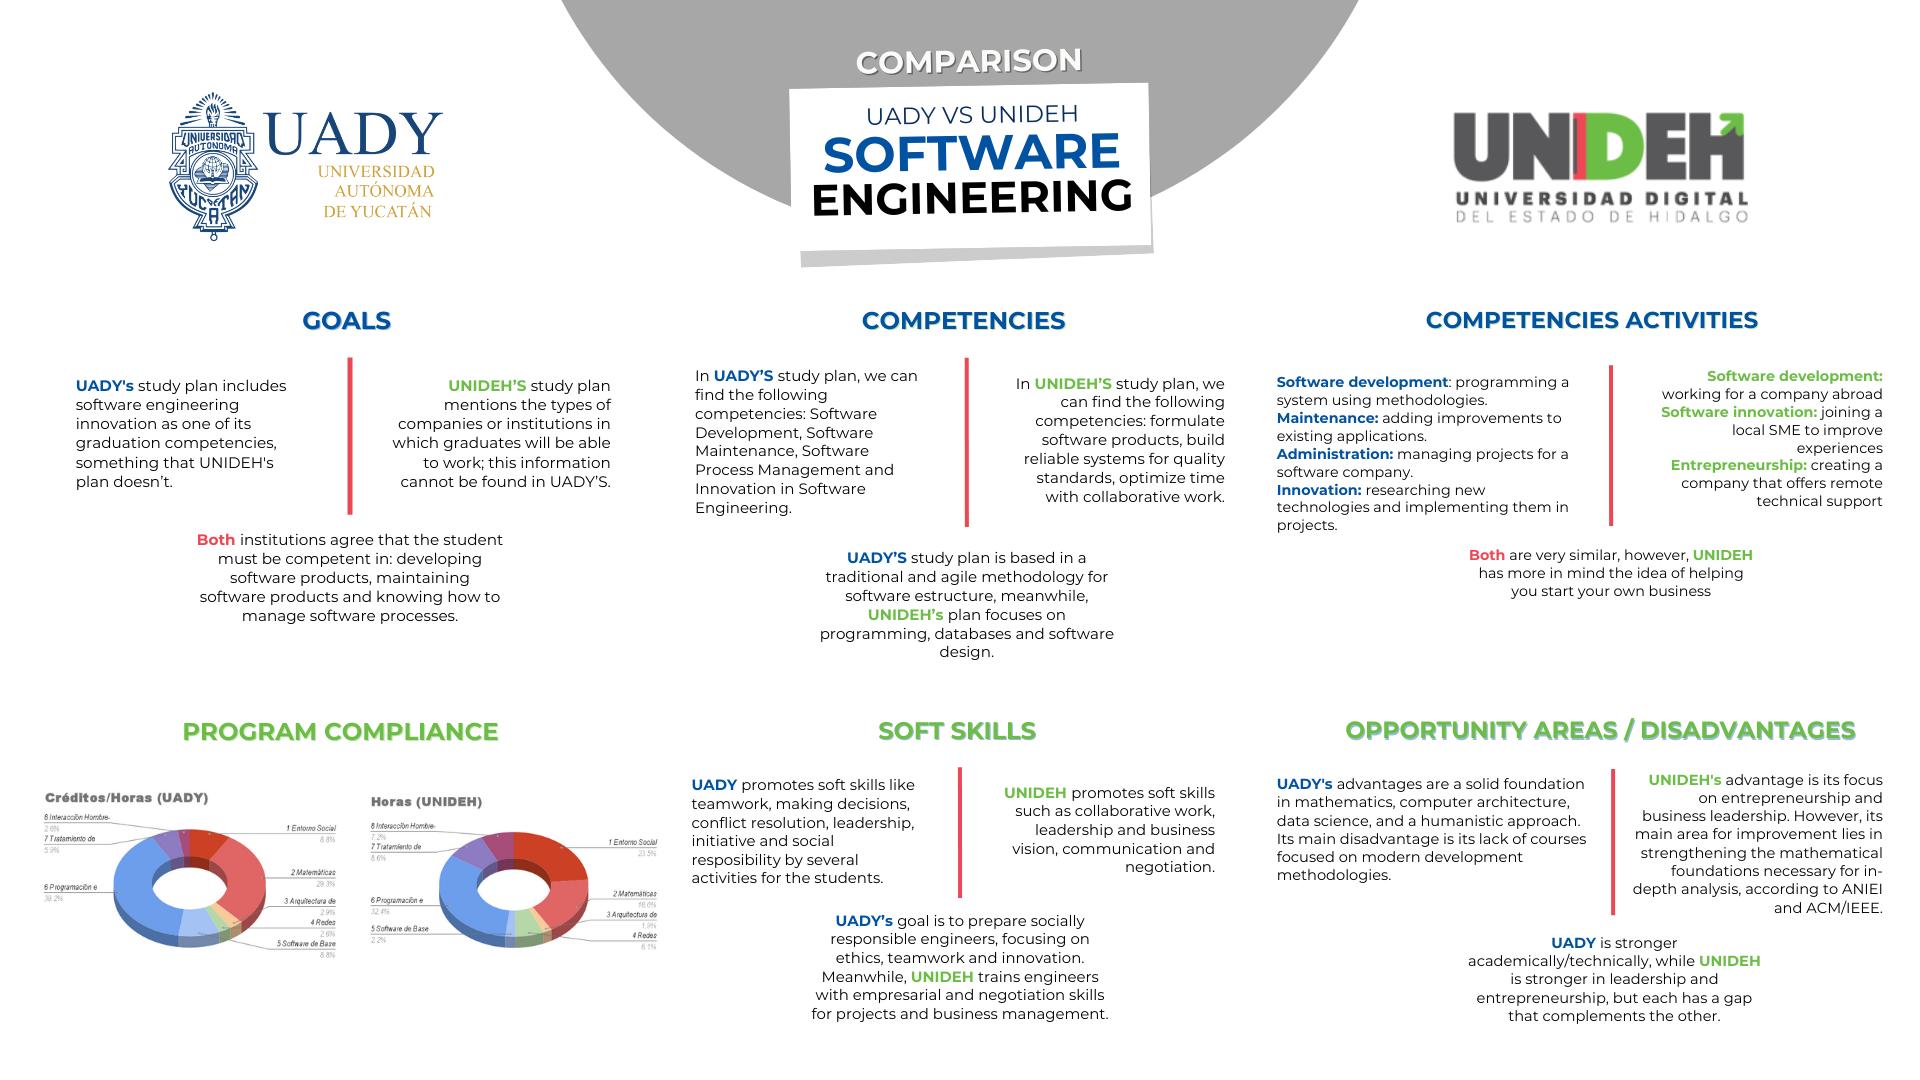 COMPARISON
UADY VS UNIDEH
SOFTWARE
ENGINEERING
UNIVERSIDAD
AUTONOMA
YUCATAN
UADY
UNIVERSIDAD
AUTÓNOMA
DE YUCATÁN
UNIDEH
UNIVERSIDAD DIGITAL
DEL ESTADO DE HIDALGO
GOALS
UADY's study plan includes
software engineering
innovation as one of its
graduation competencies,
something that UNIDEH's
plan doesn't.
UNIDEH'S study plan
mentions the types of
companies or institutions in
which graduates will be able
to work; this information
cannot be found in UADY'S.
Both institutions agree that the student
must be competent in: developing
software products, maintaining
software products and knowing how to
manage software processes.
COMPETENCIES
In UADY'S study plan, we can
find the following
competencies: Software
Development, Software
Maintenance, Software
Process Management and
Innovation in Software
Engineering.
In UNIDEH'S study plan, we
can find the following
competencies: formulate
software products, build
reliable systems for quality
standards, optimize time
with collaborative work.
UADY'S study plan is based in a
traditional and agile methodology for
software estructure, meanwhile,
UNIDEH's plan focuses on
programming, databases and software
design.
COMPETENCIES ACTIVITIES
Software development: programming a
system using methodologies.
Maintenance: adding improvements to
existing applications.
Administration: managing projects for a
software company.
Innovation: researching new
technologies and implementing them in
projects.
Software development:
working for a company abroad
Software innovation: joining a
local SME to improve
experiences
Entrepreneurship: creating a
company that offers remote
technical support
Both are very similar, however, UNIDEH
has more in mind the idea of helping
you start your own business
PROGRAM COMPLIANCE
Créditos/Horas (UADY)
8 Interacción Hombre-
2.6%
7 Tratamiento de
5.9%
6 Programación e
39.2%
1 Entorno Social
8.8%
2 Matemáticas
29.3%
3 Arquitectura de
2.9%
4 Redes
2.6%
5 Software de Base
8.8%
Horas (UNIDEH)
8 Interacción Hombre-
7.2%
7 Tratamiento de
8.6%
6 Programación e
32.4%
5 Software de Base
2.2%
1 Entorno Social
23.5%
2 Matemáticas
18.0%
3 Arquitectura de
1.9%
4 Redes
6.1%
SOFT SKILLS
UADY promotes soft skills like
teamwork, making decisions,
conflict resolution, leadership,
initiative and social
resposibility by several
activities for the students.
UNIDEH promotes soft skills
such as collaborative work,
leadership and business
vision, communication and
negotiation.
UADY's goal is to prepare socially
responsible engineers, focusing on
ethics, teamwork and innovation.
Meanwhile, UNIDEH trains engineers
with empresarial and negotiation skills
for projects and business management.
OPPORTUNITY AREAS / DISADVANTAGES
UADY's advantages are a solid foundation
in mathematics, computer architecture,
data science, and a humanistic approach.
Its main disadvantage is its lack of courses
focused on modern development
methodologies.
UNIDEH's advantage is its focus
on entrepreneurship and
business leadership. However, its
main area for improvement lies in
strengthening the mathematical
foundations necessary for in-
depth analysis, according to ANIEI
and ACM/IEEE.
UADY is stronger
academically/technically, while UNIDEH
is stronger in leadership and
entrepreneurship, but each has a gap
that complements the other.